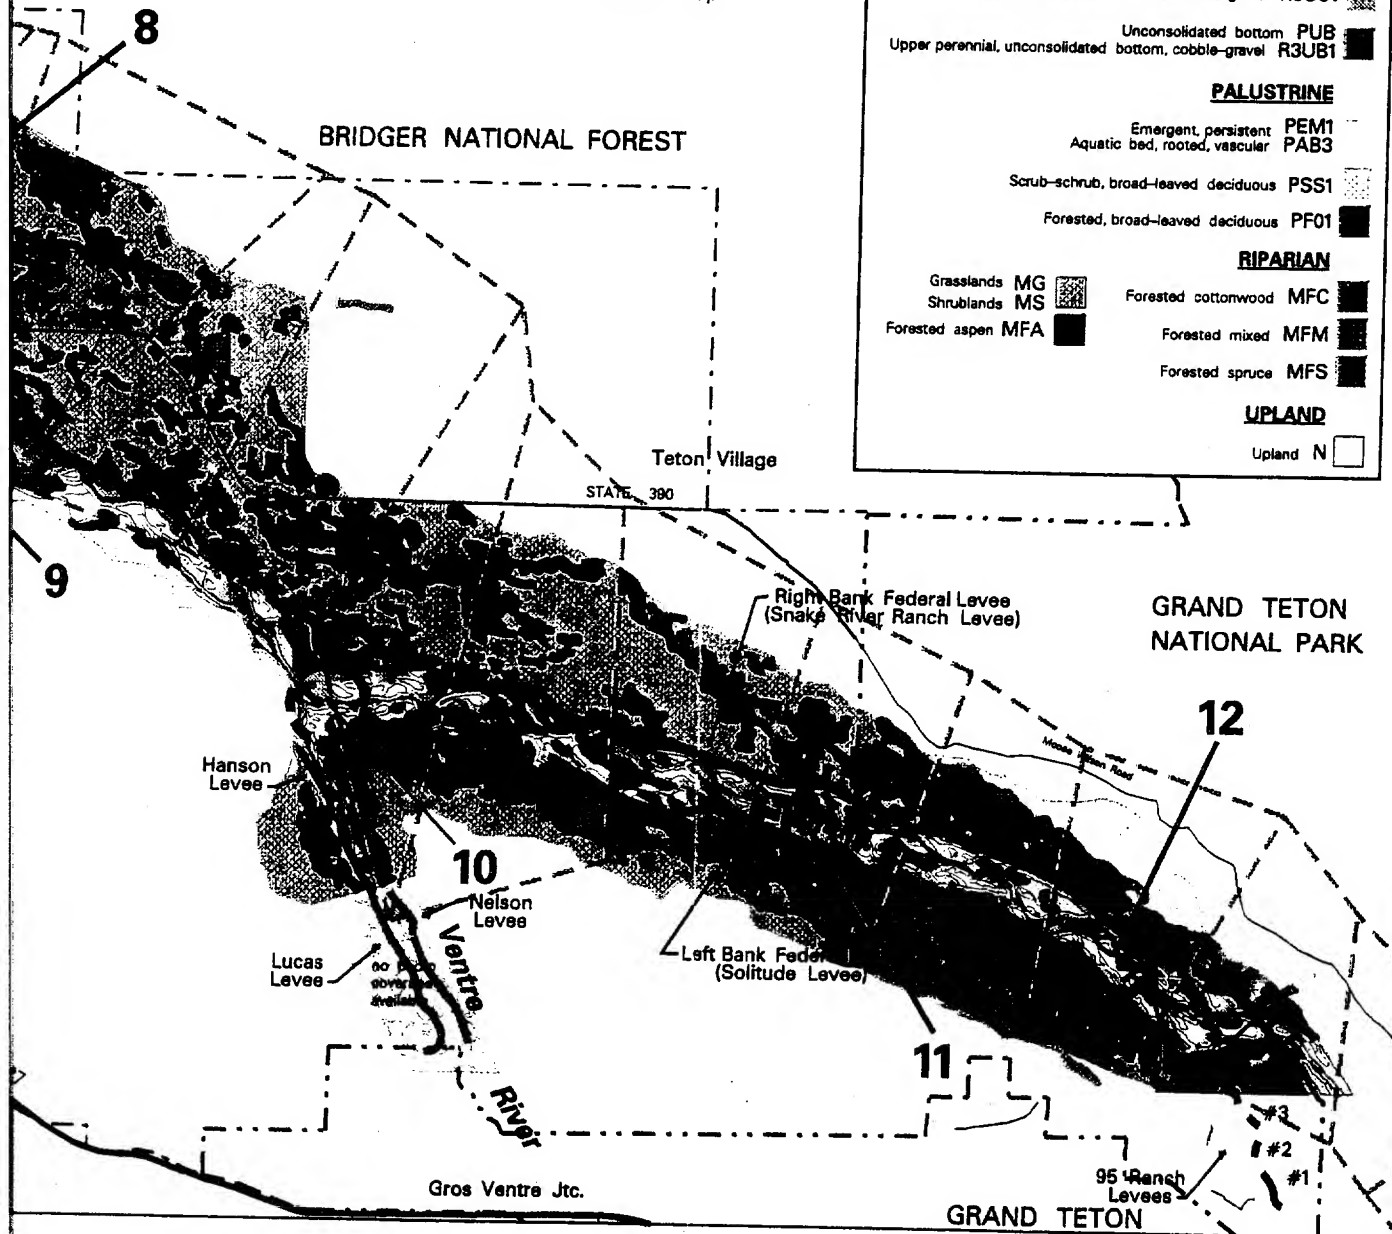 8
BRIDGER NATIONAL FOREST
Unconsolidated bottom PUB
Upper perennial, unconsolidated bottom, cobble-gravel R3UB1
PALUSTRINE
Emergent, persistent PEM1
Aquatic bed, rooted, vascular PAB3
Scrub-schrub, broad-leaved deciduous PSS1
Forested, broad-leaved deciduous PF01
RIPARIAN
Grasslands MG
Shrublands MS
Forested aspen MFA
Forested cottonwood MFC
Forested mixed MFM
Forested spruce MFS
UPLAND
Upland N
Teton Village
STATE 390
9
Right Bank Federal Levee
(Snake River Ranch Levee)
GRAND TETON
NATIONAL PARK
12
Moose Wilson Road
Hanson
Levee
10
Nelson
Levee
Ventre
River
Lucas
Levee
no
Left Bank
(Solitude Levee)
11
#3
#2
#1
95 Ranch
Levees
Gros Ventre Jtc.
GRAND TETON